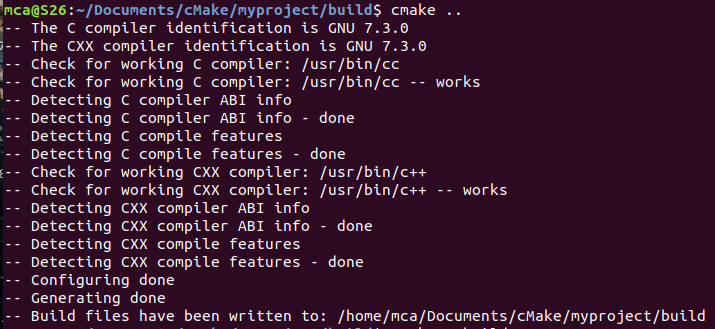 mca@S26:~/Documents/cMake/myproject/build$ cmake ..
-- The C compiler identification is GNU 7.3.0
-- The CXX compiler identification is GNU 7.3.0
-- Check for working C compiler: /usr/bin/cc
-- Check for working C compiler: /usr/bin/cc -- works
-- Detecting C compiler ABI info
-- Detecting C compiler ABI info - done
-- Detecting C compile features
-- Detecting C compile features - done
-- Check for working CXX compiler: /usr/bin/c++
-- Check for working CXX compiler: /usr/bin/c++ -- works
-- Detecting CXX compiler ABI info
-- Detecting CXX compiler ABI info - done
-- Detecting CXX compile features
-- Detecting CXX compile features - done
-- Configuring done
-- Generating done
-- Build files have been written to: /home/mca/Documents/cMake/myproject/build